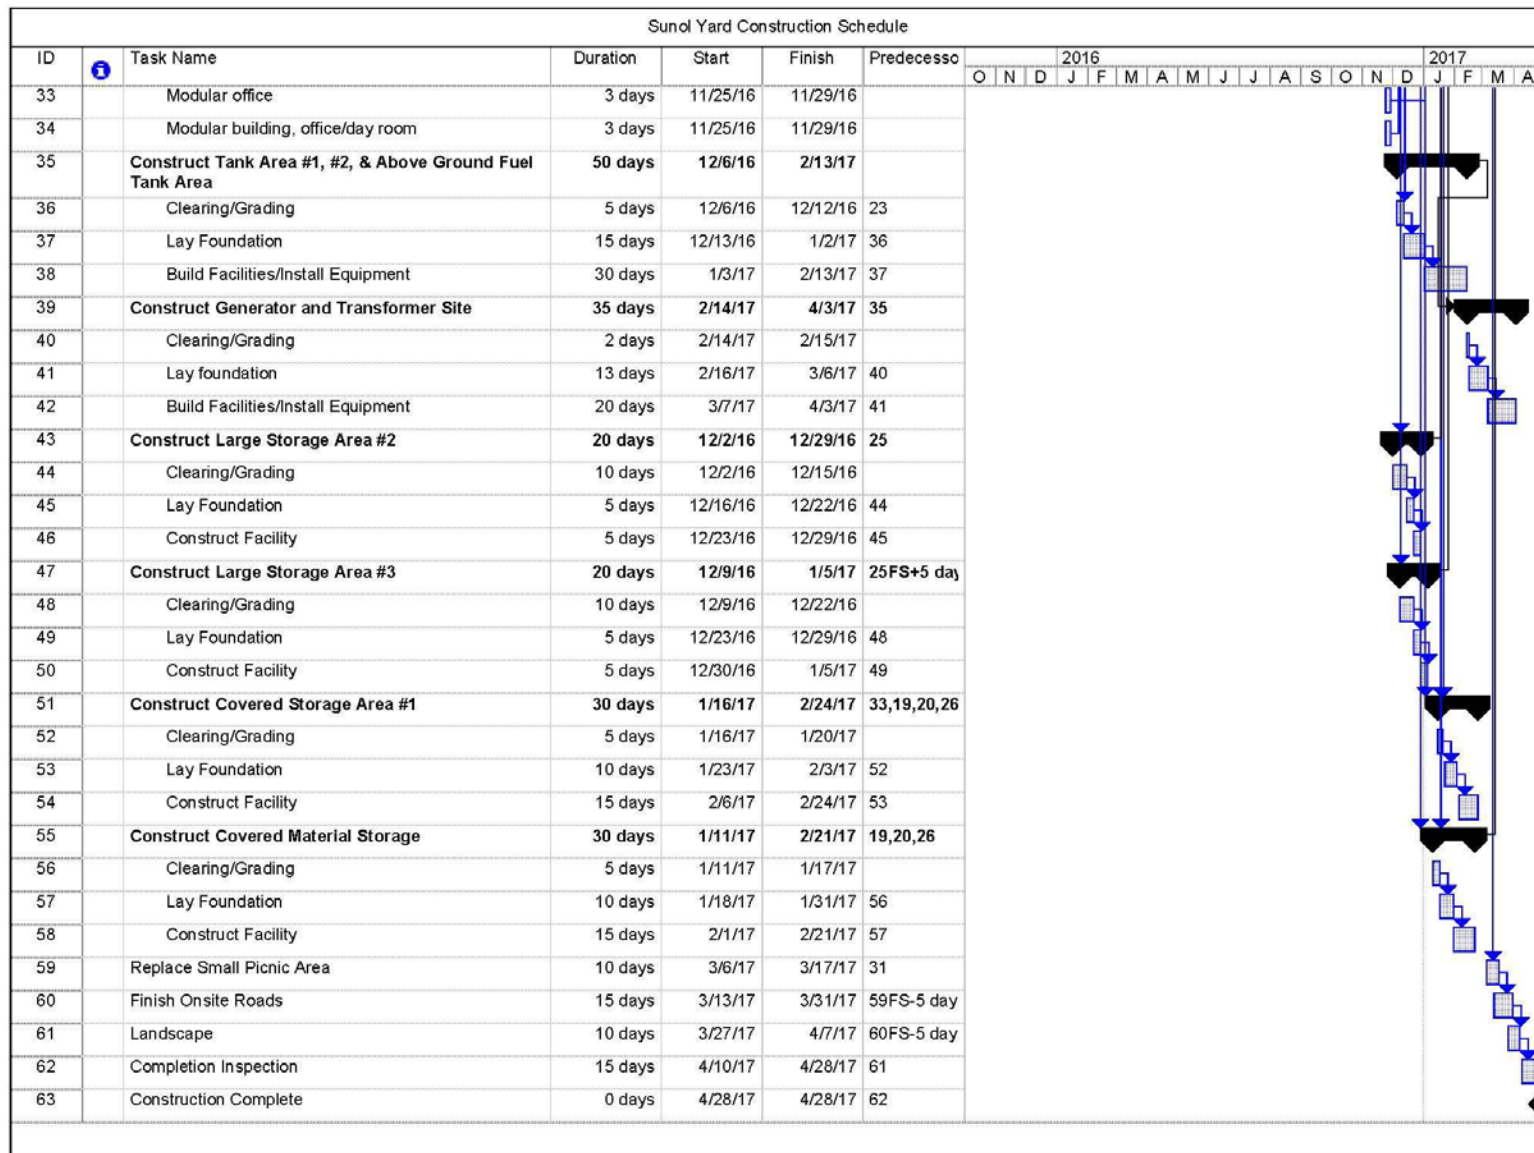 Sunol Yard Construction Schedule
ID Task Name Duration Start Finish Predecesso 2016 2017
O N D J F M A M J J A S O N D J F M A
33 Modular office 3 days 11/25/16 11/29/16
34 Modular building, office/day room 3 days 11/25/16 11/29/16
35 Construct Tank Area #1, #2, & Above Ground Fuel 50 days 12/6/16 2/13/17
Tank Area
36 Clearing/Grading 5 days 12/6/16 12/12/16 23
37 Lay Foundation 15 days 12/13/16 1/2/17 36
38 Build Facilities/Install Equipment 30 days 1/3/17 2/13/17 37
39 Construct Generator and Transformer Site 35 days 2/14/17 4/3/17 35
40 Clearing/Grading 2 days 2/14/17 2/15/17
41 Lay foundation 13 days 2/16/17 3/6/17 40
42 Build Facilities/Install Equipment 20 days 3/7/17 4/3/17 41
43 Construct Large Storage Area #2 20 days 12/2/16 12/29/16 25
44 Clearing/Grading 10 days 12/2/16 12/15/16
45 Lay Foundation 5 days 12/16/16 12/22/16 44
46 Construct Facility 5 days 12/23/16 12/29/16 45
47 Construct Large Storage Area #3 20 days 12/9/16 1/5/17 25FS+5 day
48 Clearing/Grading 10 days 12/9/16 12/22/16
49 Lay Foundation 5 days 12/23/16 12/29/16 48
50 Construct Facility 5 days 12/30/16 1/5/17 49
51 Construct Covered Storage Area #1 30 days 1/16/17 2/24/17 33,19,20,26
52 Clearing/Grading 5 days 1/16/17 1/20/17
53 Lay Foundation 10 days 1/23/17 2/3/17 52
54 Construct Facility 15 days 2/6/17 2/24/17 53
55 Construct Covered Material Storage 30 days 1/11/17 2/21/17 19,20,26
56 Clearing/Grading 5 days 1/11/17 1/17/17
57 Lay Foundation 10 days 1/18/17 1/31/17 56
58 Construct Facility 15 days 2/1/17 2/21/17 57
59 Replace Small Picnic Area 10 days 3/6/17 3/17/17 31
60 Finish Onsite Roads 15 days 3/13/17 3/31/17 59FS-5 day
61 Landscape 10 days 3/27/17 4/7/17 60FS-5 day
62 Completion Inspection 15 days 4/10/17 4/28/17 61
63 Construction Complete 0 days 4/28/17 4/28/17 62